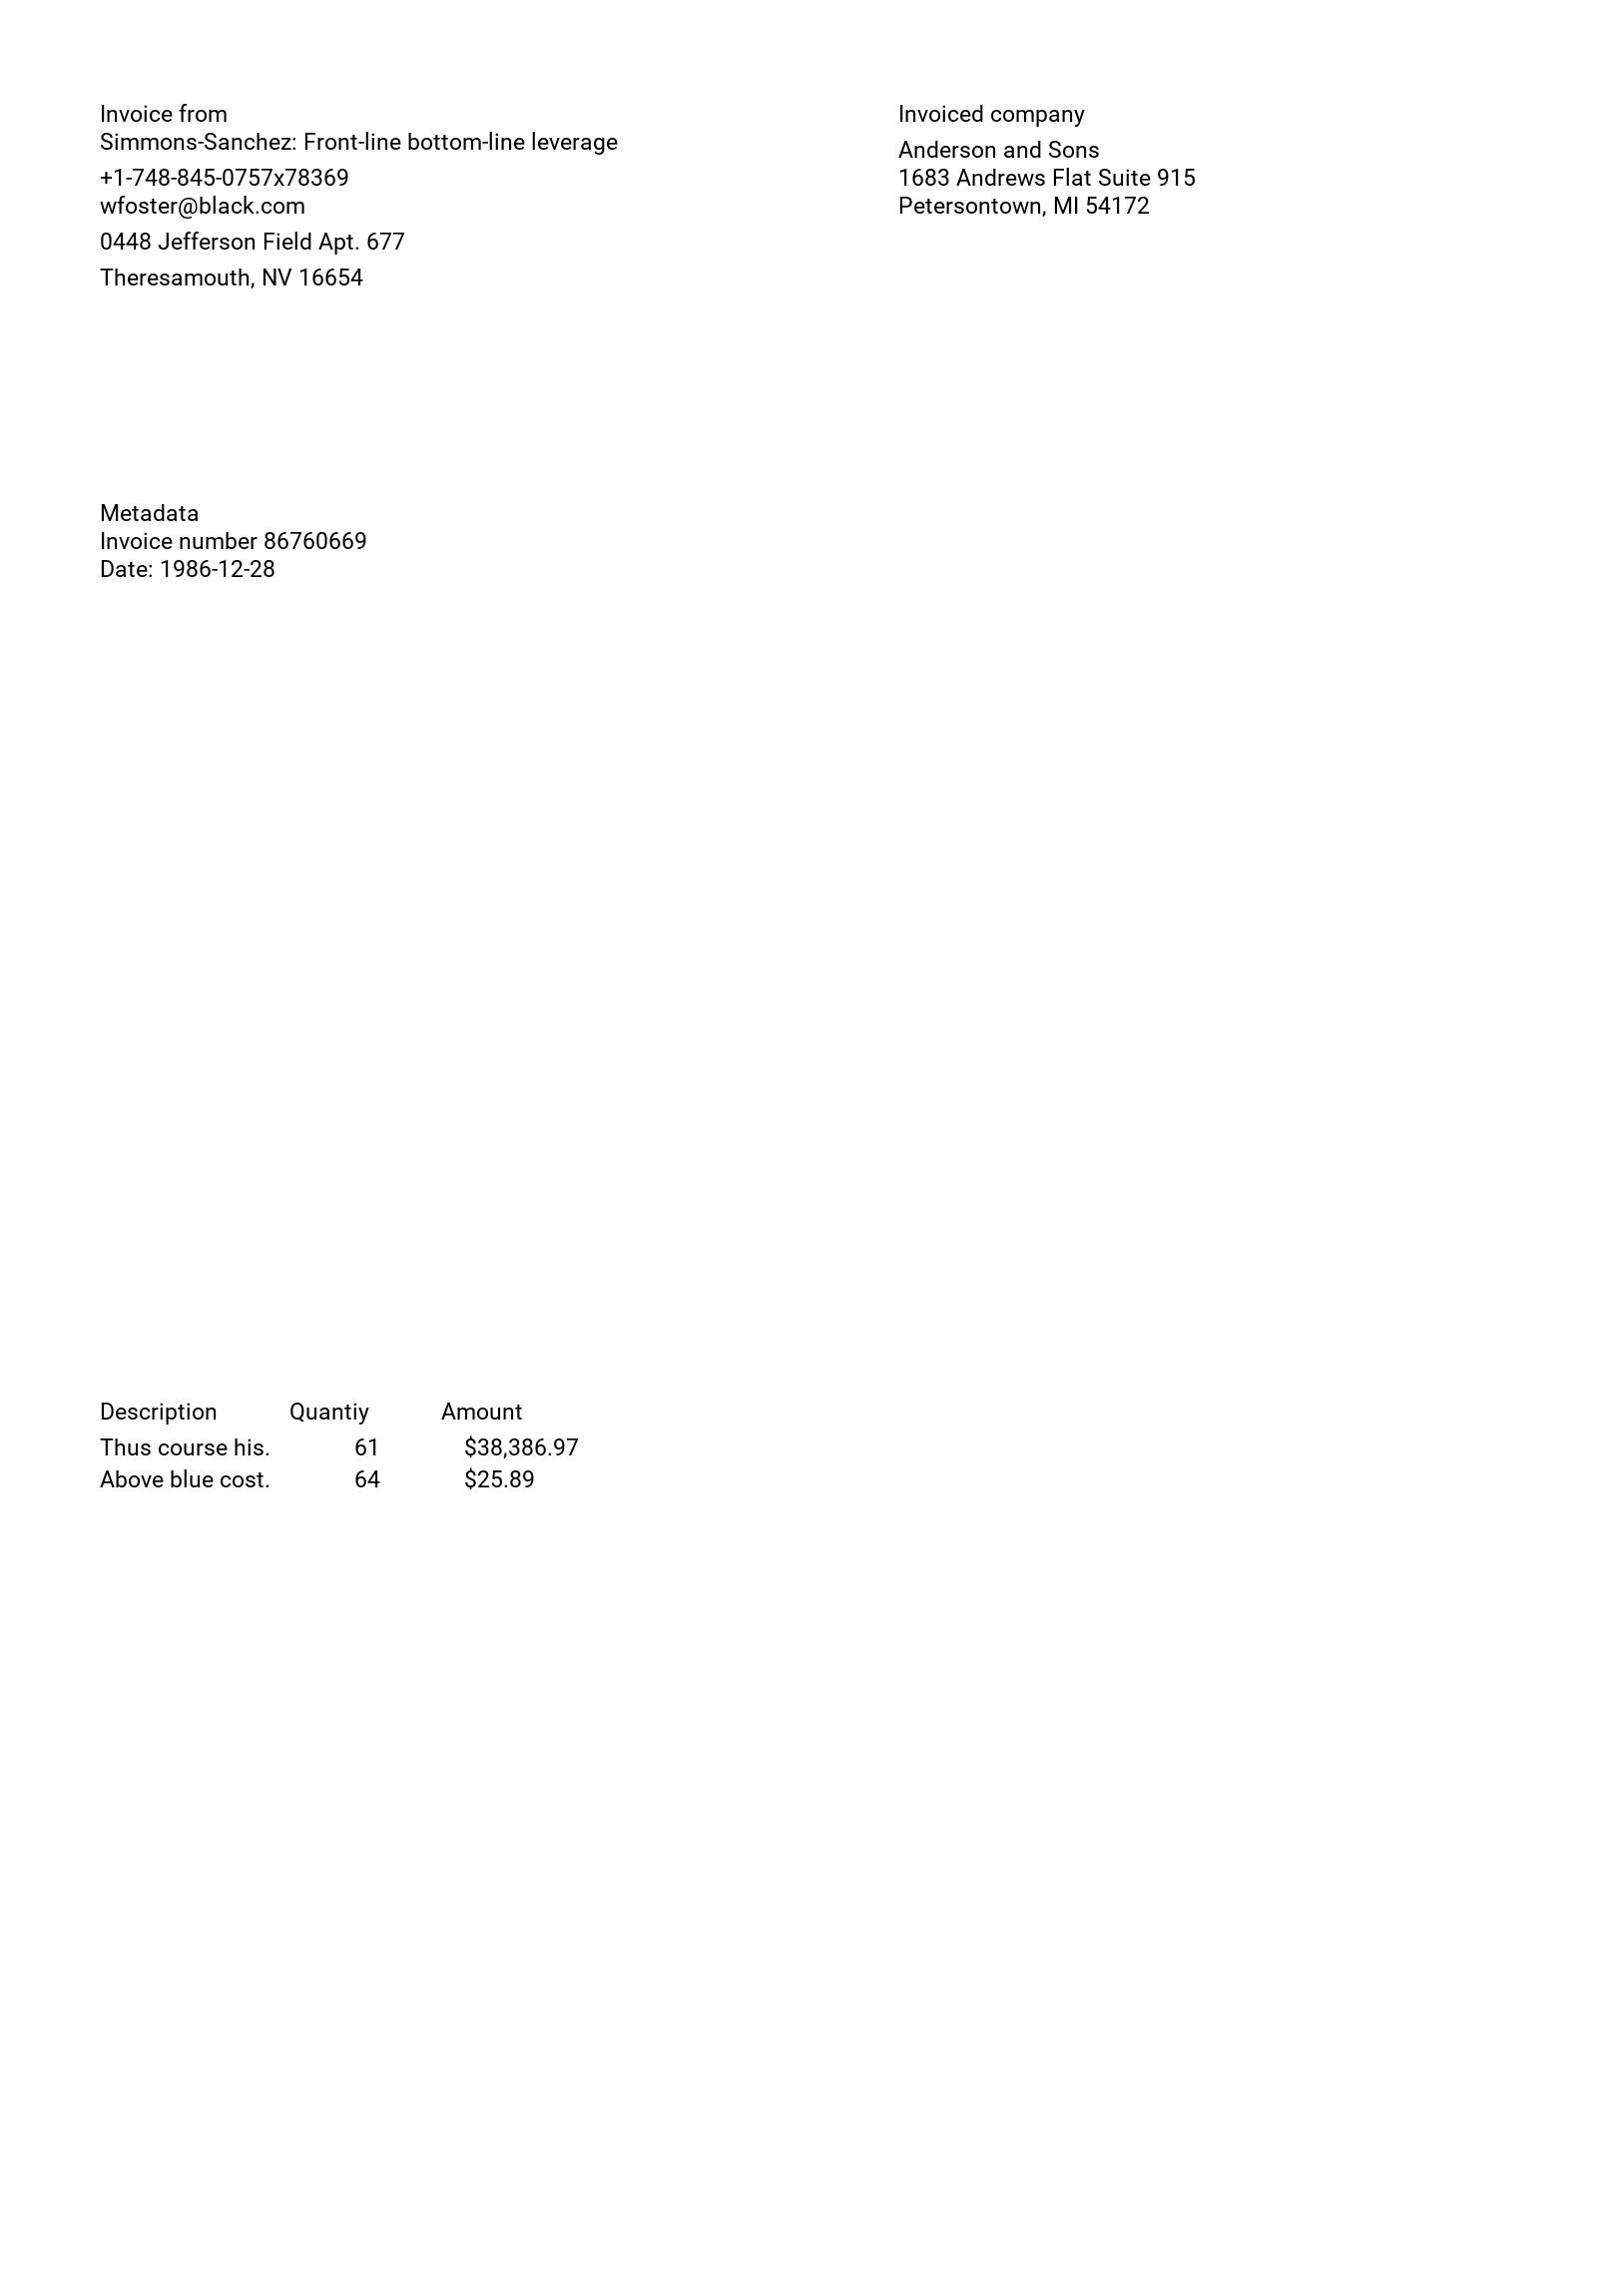 Invoice from
Simmons-Sanchez: Front-line bottom-line leverage
+1-748-845-0757x78369
wfoster@black.com
0448 Jefferson Field Apt. 677
Theresamouth, NV 16654
Invoiced company
Anderson and Sons
1683 Andrews Flat Suite 915
Petersontown, MI 54172
Metadata
Invoice number 86760669
Date: 1986-12-28
Description Quantiy Amount
Thus course his. 61 $38,386.97
Above blue cost. 64 $25.89